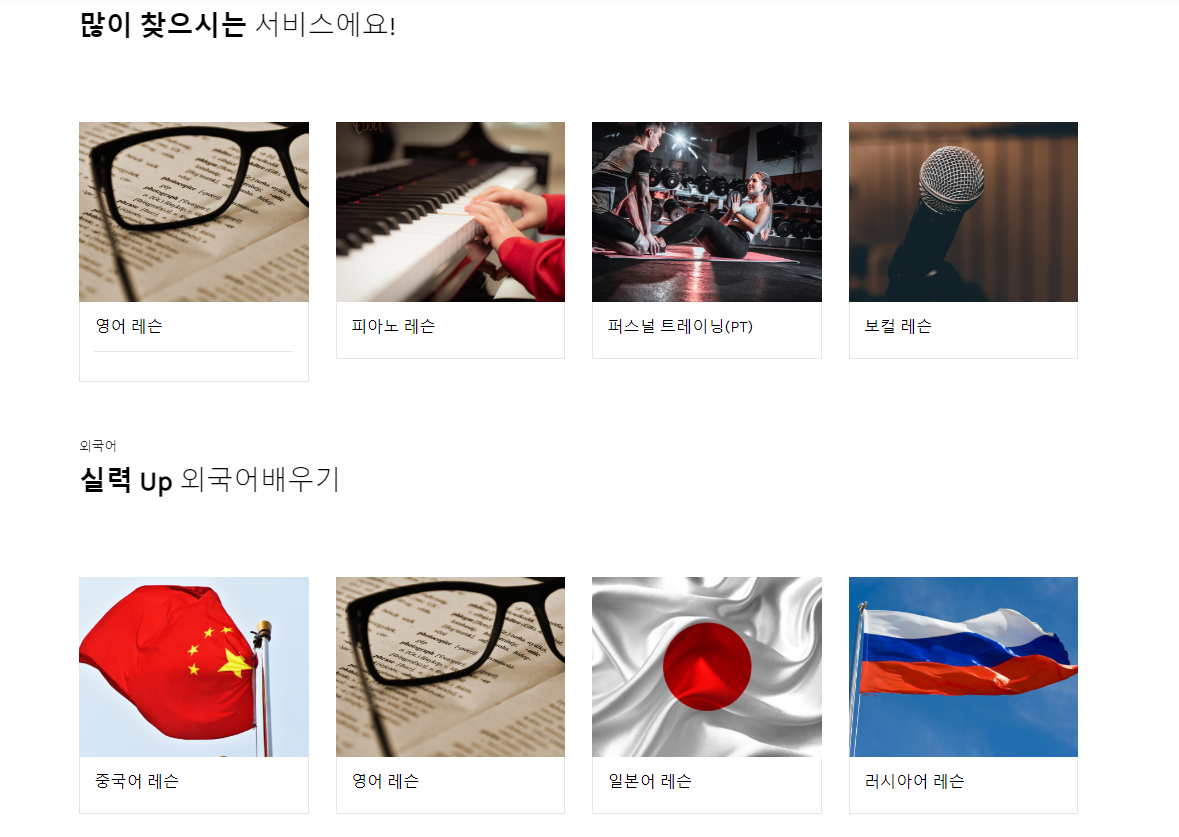 많이 찾으시는 서비스에요!
영어 레슨
피아노 레슨
퍼스널 트레이닝(PT)
보컬 레슨
외국어
실력 Up 외국어배우기
중국어 레슨
영어 레슨
일본어 레슨
러시아어 레슨